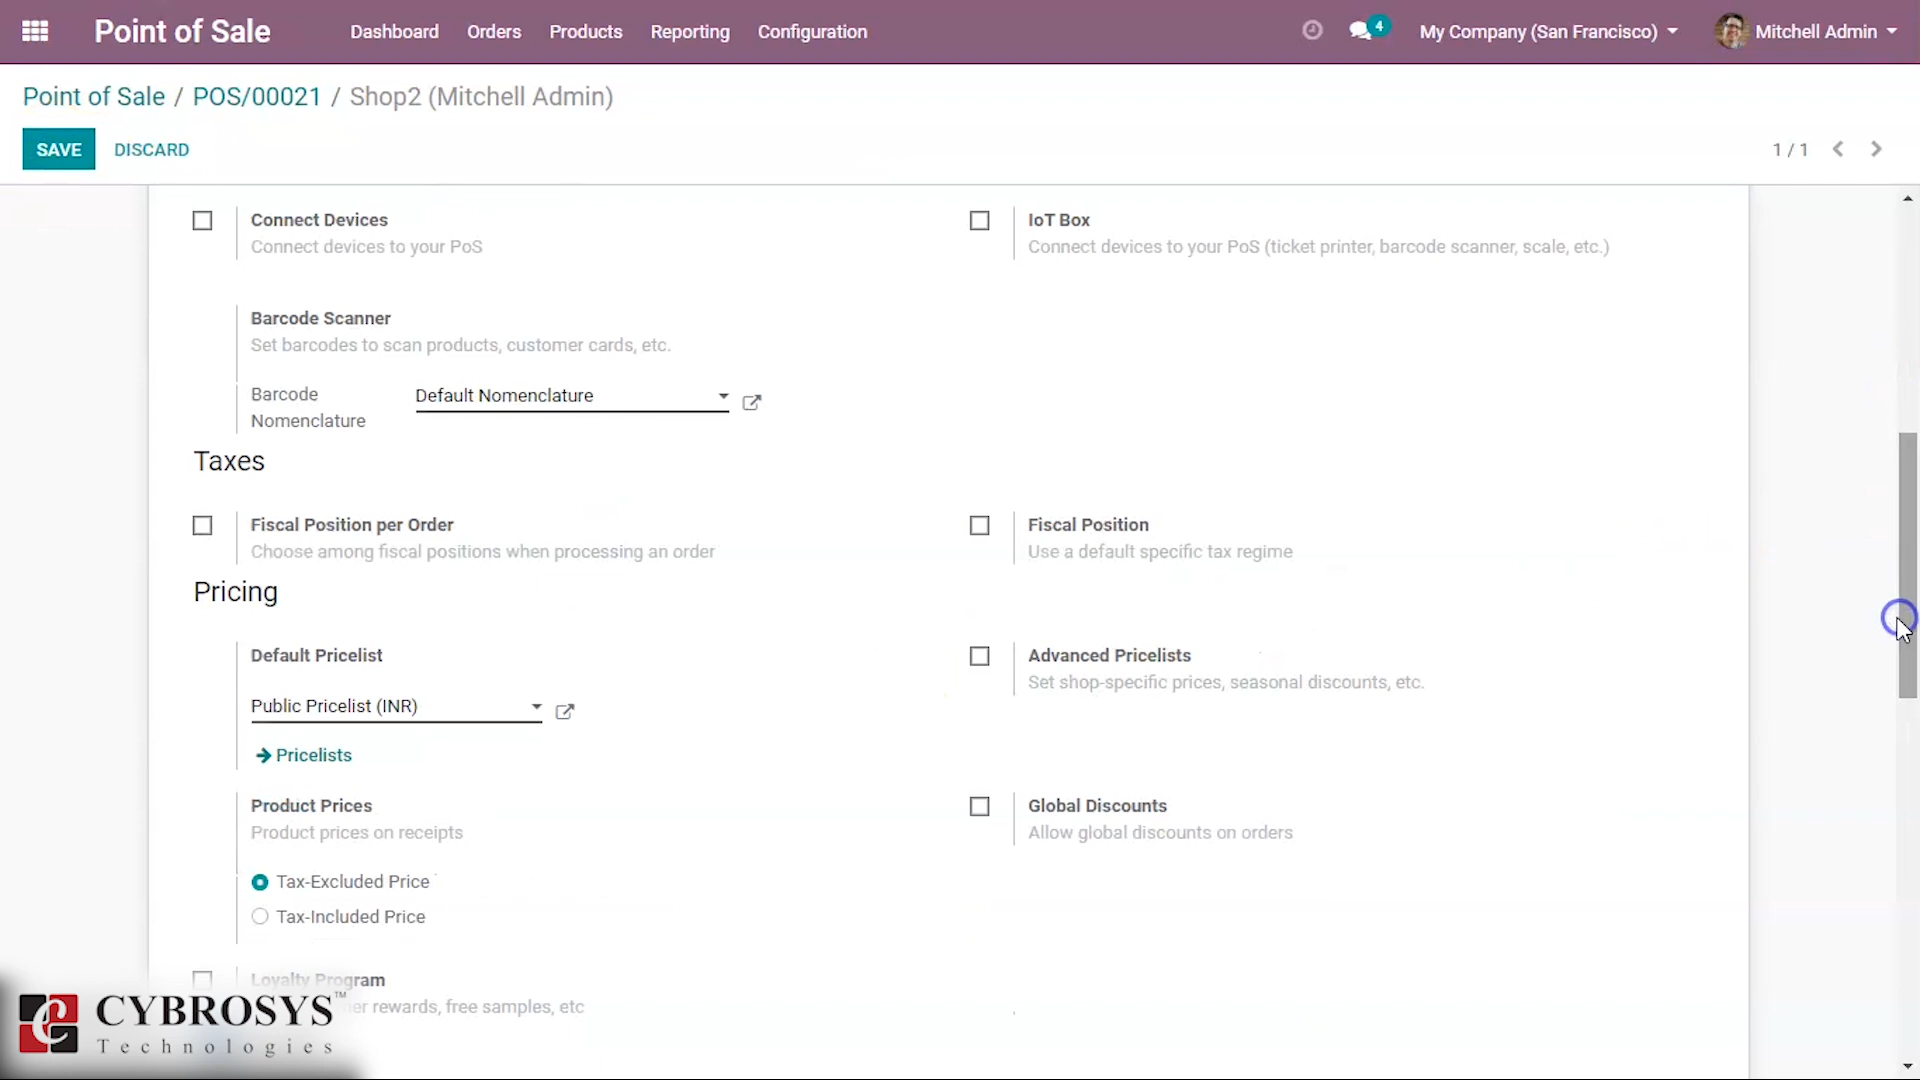 Point of Sale Dashboard Orders Products Reporting Configuration 4 My Company (San Francisco) Mitchell Admin
Point of Sale / POS/00021 / Shop2 (Mitchell Admin)
SAVE DISCARD 1 / 1
Connect Devices
Connect devices to your PoS
IoT Box
Connect devices to your PoS (ticket printer, barcode scanner, scale, etc.)
Barcode Scanner
Set barcodes to scan products, customer cards, etc.
Barcode Nomenclature
Default Nomenclature
Taxes
Fiscal Position per Order
Choose among fiscal positions when processing an order
Fiscal Position
Use a default specific tax regime
Pricing
Default Pricelist
Public Pricelist (INR)
Pricelists
Advanced Pricelists
Set shop-specific prices, seasonal discounts, etc.
Product Prices
Product prices on receipts
Tax-Excluded Price
Tax-Included Price
Global Discounts
Allow global discounts on orders
Loyalty Program
rewards, free samples, etc
CYBROSYS™
Technologies